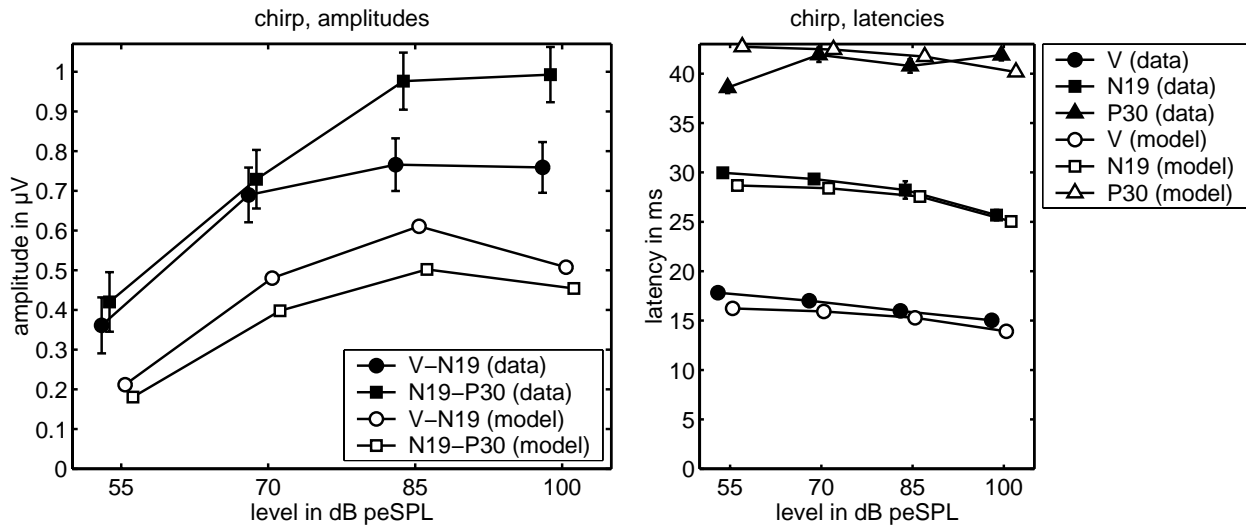 chirp, amplitudes
1
0.9
0.8
0.7
0.6
0.5
0.4
0.3
0.2
0.1
0
amplitude in µV
55 70 85 100
level in dB peSPL
V−N19 (data)
N19−P30 (data)
V−N19 (model)
N19−P30 (model)
chirp, latencies
40
35
30
25
20
15
10
5
0
latency in ms
55 70 85 100
level in dB peSPL
V (data)
N19 (data)
P30 (data)
V (model)
N19 (model)
P30 (model)